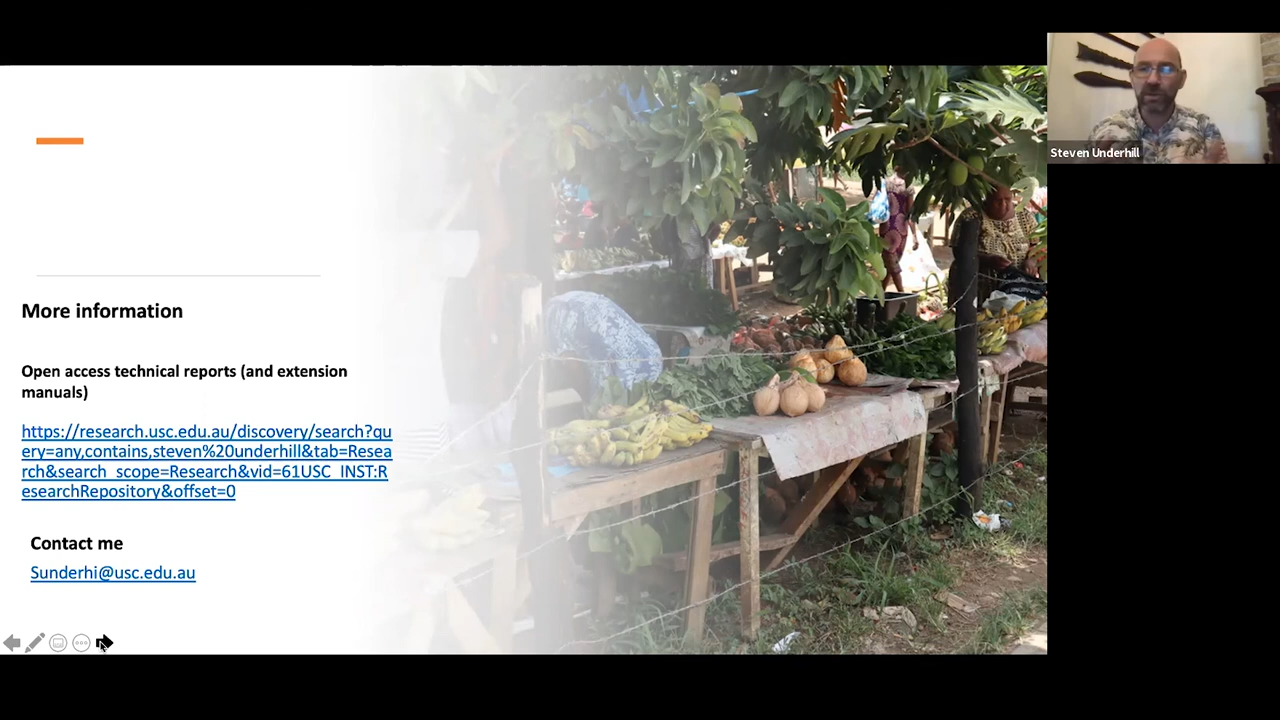 Steven Underhill
More information
Open access technical reports (and extension
manuals)
https://research.usc.edu.au/discovery/search?qu
ery=any,contains,steven%20underhill&tab=Resea
rch&search_scope=Research&vid=61USC_INST:R
esearchRepository&offset=0
Contact me
Sunderhi@usc.edu.au